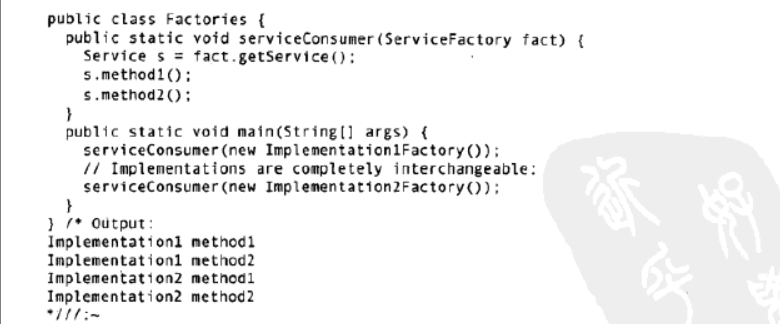 public class Factories {
  public static void serviceConsumer(ServiceFactory fact) {
    Service s = fact.getService();
    s.method1();
    s.method2();
  }
  public static void main(String[] args) {
    serviceConsumer(new Implementation1Factory());
    // Implementations are completely interchangeable:
    serviceConsumer(new Implementation2Factory());
  }
} /* Output:
Implementation1 method1
Implementation1 method2
Implementation2 method1
Implementation2 method2
*///:~